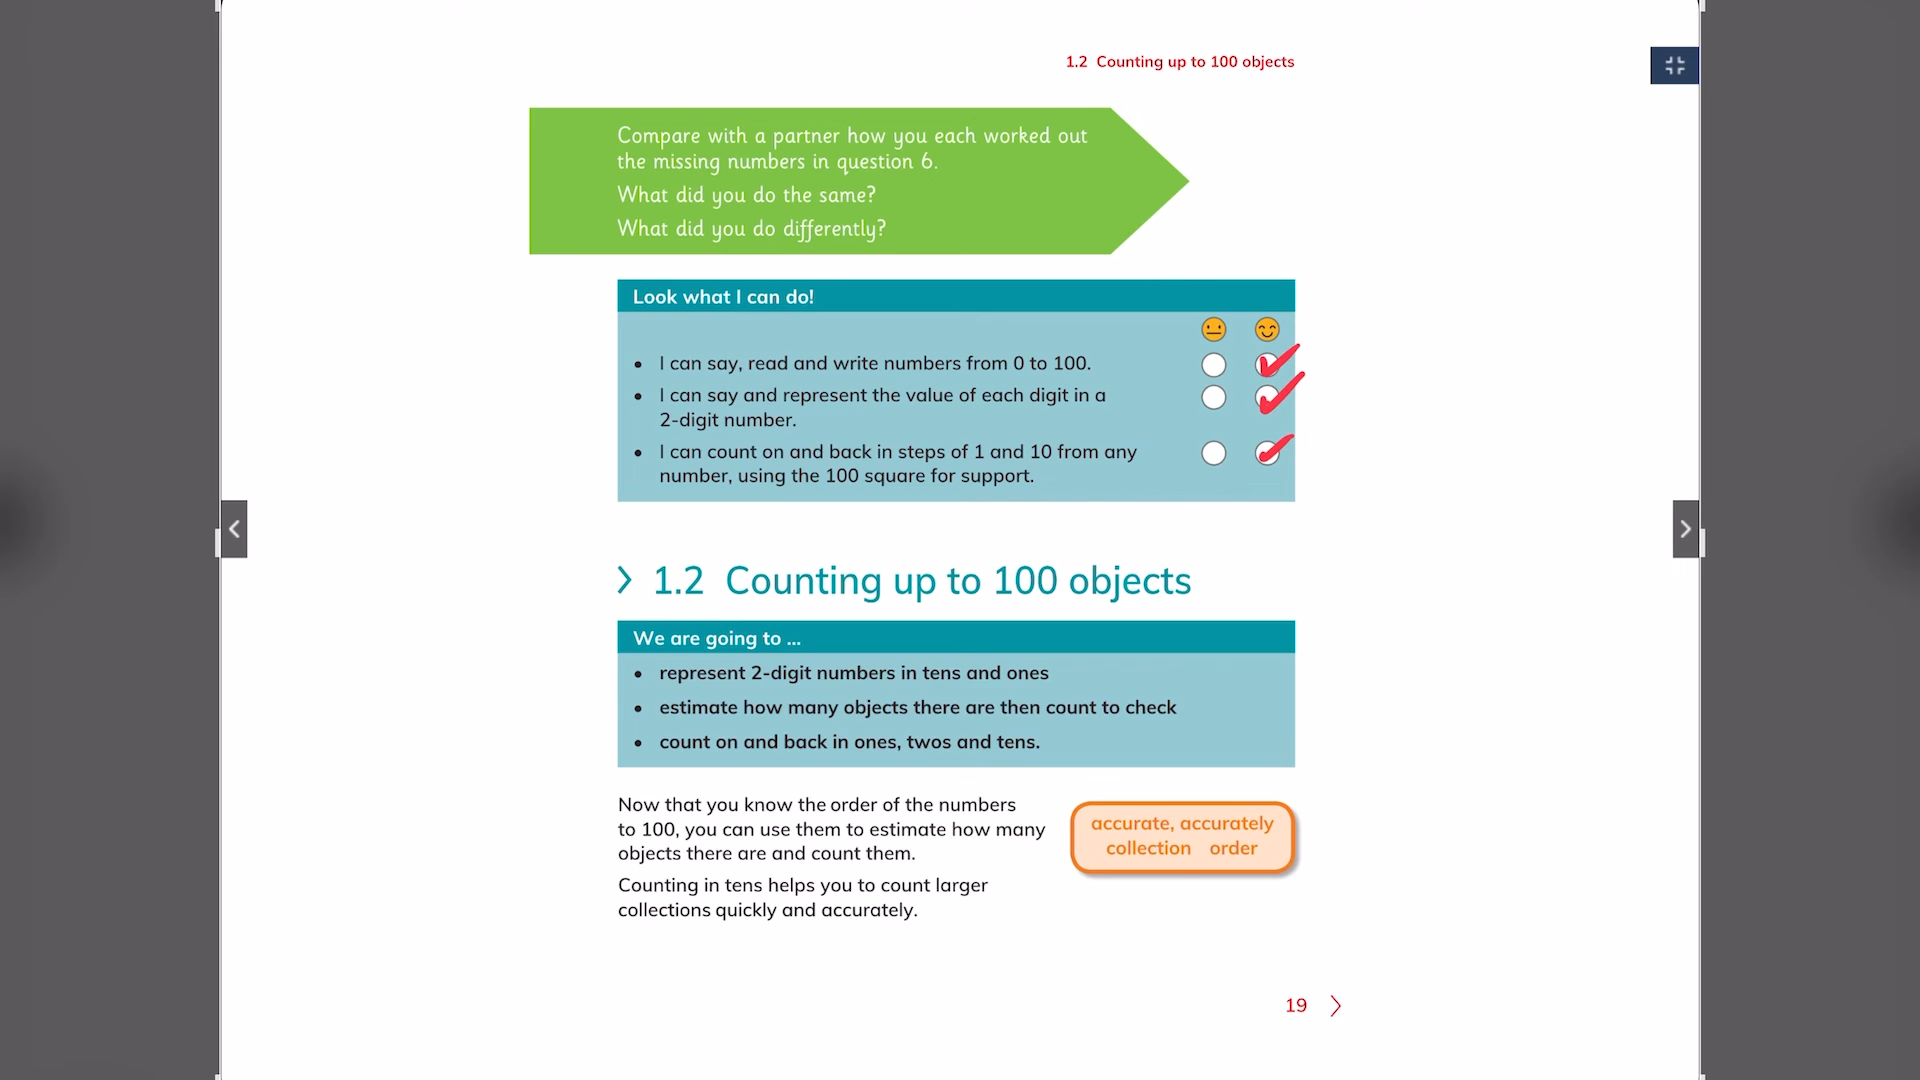 1.2 Counting up to 100 objects
Compare with a partner how you each worked out
the missing numbers in question 6.
What did you do the same?
What did you do differently?
Look what I can do!
• I can say, read and write numbers from 0 to 100.
• I can say and represent the value of each digit in a
2-digit number.
• I can count on and back in steps of 1 and 10 from any
number, using the 100 square for support.
1.2 Counting up to 100 objects
We are going to ...
• represent 2-digit numbers in tens and ones
• estimate how many objects there are then count to check
• count on and back in ones, twos and tens.
Now that you know the order of the numbers
to 100, you can use them to estimate how many
objects there are and count them.
Counting in tens helps you to count larger
collections quickly and accurately.
accurate, accurately
collection order
19